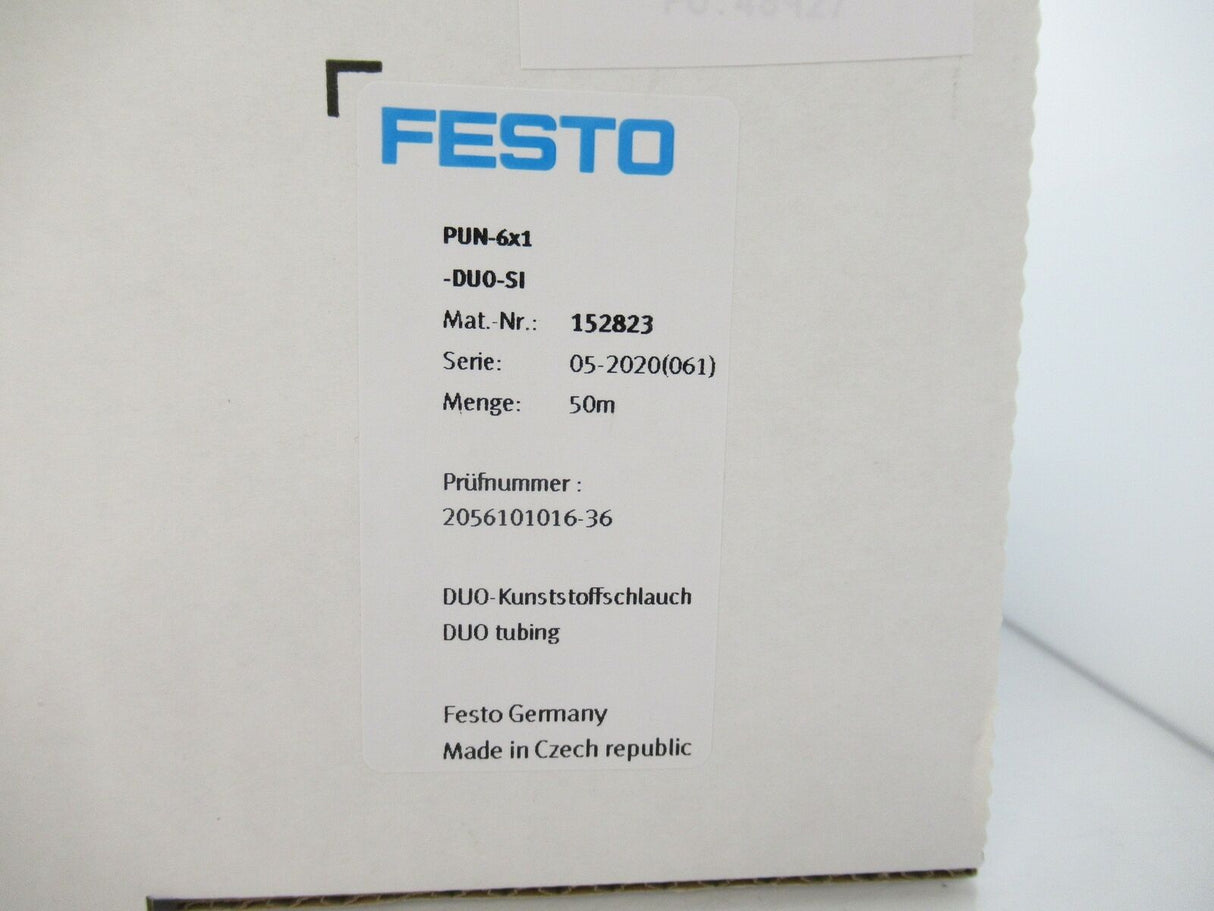 FESTO
PUN-6x1
-DUO-SI
Mat.-Nr.: 152823
Serie: 05-2020(061)
Menge: 50m
Prüfnummer :
2056101016-36
DUO-Kunststoffschlauch
DUO tubing
Festo Germany
Made in Czech republic